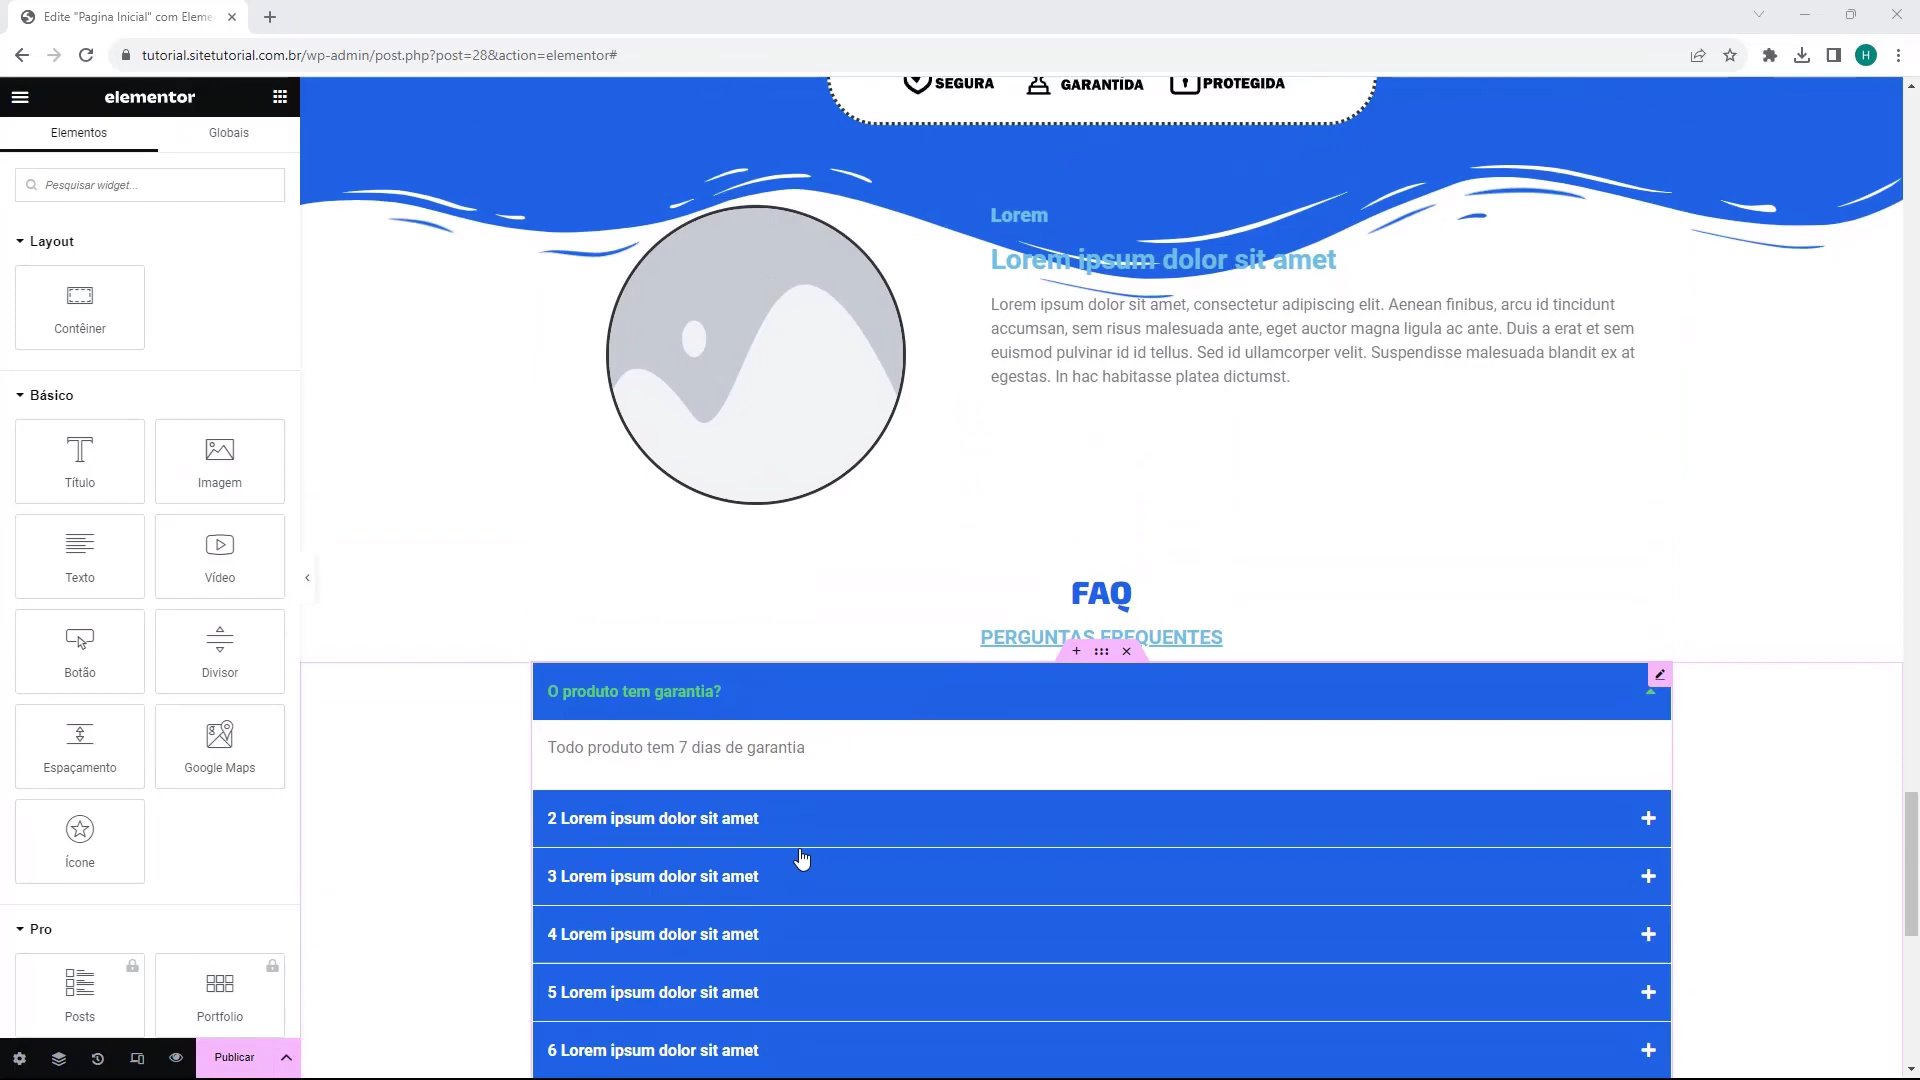 Edite "Pagina Inicial" com Eleme
tutorial.sitetutorial.com.br/wp-admin/post.php?post=28&action=elementor#
H
elementor
Elementos
Globais
Pesquisar widget...
Layout
Contêiner
Básico
Título
Imagem
Texto
Vídeo
Botão
Divisor
Espaçamento
Google Maps
Ícone
Pro
Posts
Portfolio
Publicar
SEGURA
GARANTIDA
PROTEGIDA
Lorem
Lorem ipsum dolor sit amet
Lorem ipsum dolor sit amet, consectetur adipiscing elit. Aenean finibus, arcu id tincidunt
accumsan, sem risus malesuada ante, eget auctor magna ligula ac ante. Duis a erat et sem
euismod pulvinar id id tellus. Sed id ullamcorper velit. Suspendisse malesuada blandit ex at
egestas. In hac habitasse platea dictumst.
FAQ
PERGUNTAS FREQUENTES
O produto tem garantia?
Todo produto tem 7 dias de garantia
2 Lorem ipsum dolor sit amet
3 Lorem ipsum dolor sit amet
4 Lorem ipsum dolor sit amet
5 Lorem ipsum dolor sit amet
6 Lorem ipsum dolor sit amet